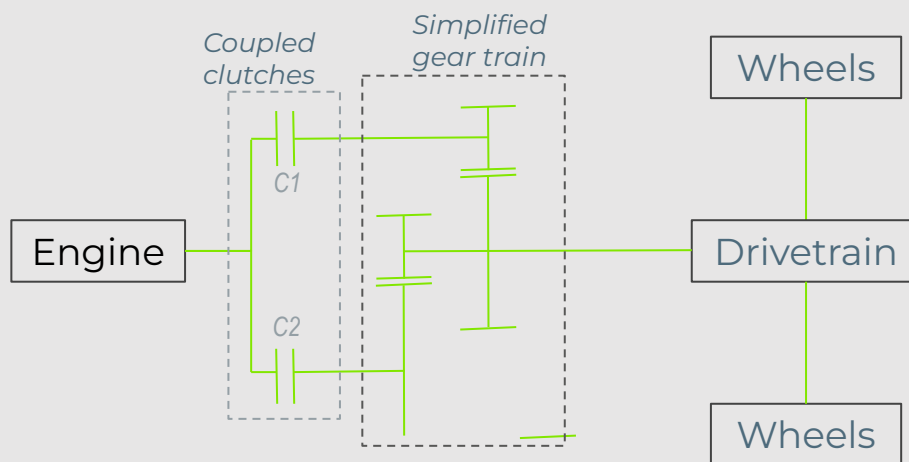 Coupled
clutches
Simplified
gear train
Wheels
C1
Engine
Drivetrain
C2
Wheels